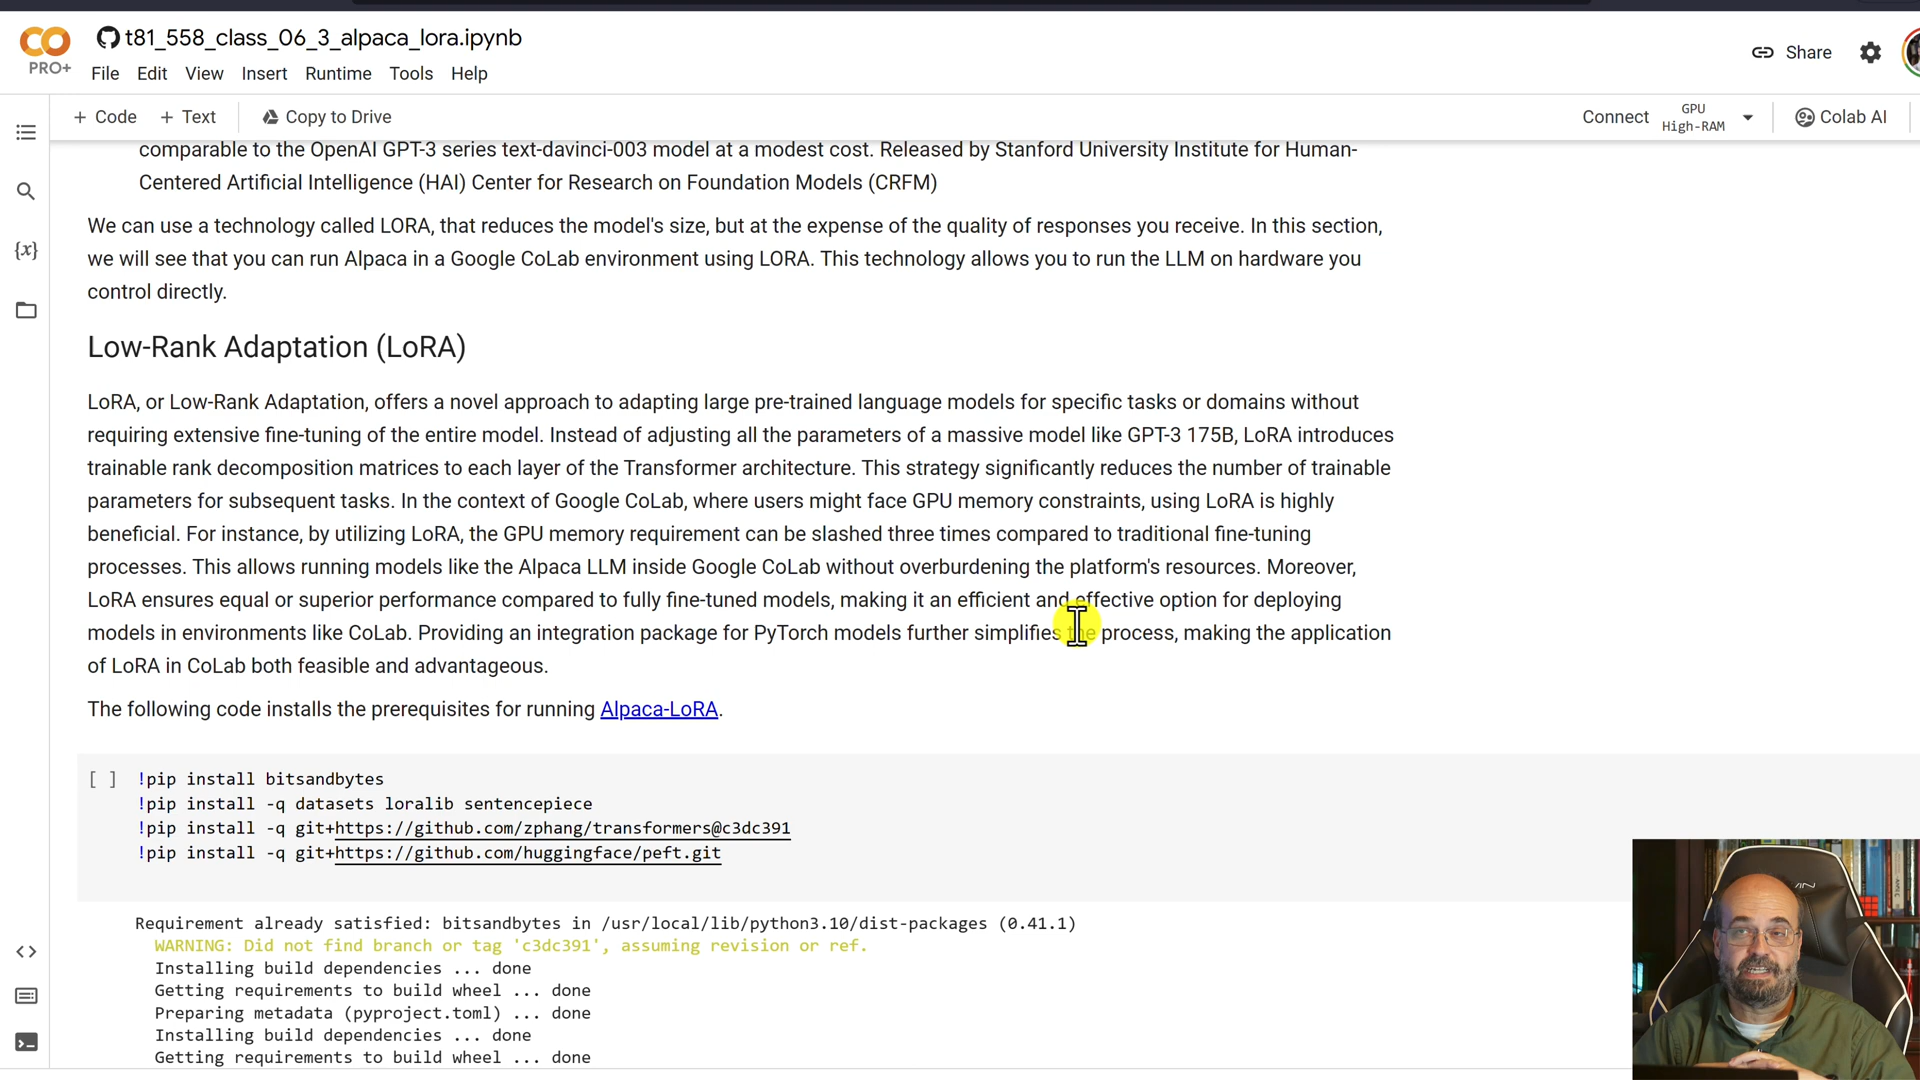 t81_558_class_06_3_alpaca_lora.ipynb
PRO+
File Edit View Insert Runtime Tools Help
Share
+ Code + Text Copy to Drive
Connect GPU High-RAM Colab AI
comparable to the OpenAI GPT-3 series text-davinci-003 model at a modest cost. Released by Stanford University Institute for Human-
Centered Artificial Intelligence (HAI) Center for Research on Foundation Models (CRFM)
We can use a technology called LORA, that reduces the model's size, but at the expense of the quality of responses you receive. In this section,
we will see that you can run Alpaca in a Google CoLab environment using LORA. This technology allows you to run the LLM on hardware you
control directly.
Low-Rank Adaptation (LoRA)
LoRA, or Low-Rank Adaptation, offers a novel approach to adapting large pre-trained language models for specific tasks or domains without
requiring extensive fine-tuning of the entire model. Instead of adjusting all the parameters of a massive model like GPT-3 175B, LoRA introduces
trainable rank decomposition matrices to each layer of the Transformer architecture. This strategy significantly reduces the number of trainable
parameters for subsequent tasks. In the context of Google CoLab, where users might face GPU memory constraints, using LoRA is highly
beneficial. For instance, by utilizing LoRA, the GPU memory requirement can be slashed three times compared to traditional fine-tuning
processes. This allows running models like the Alpaca LLM inside Google CoLab without overburdening the platform's resources. Moreover,
LoRA ensures equal or superior performance compared to fully fine-tuned models, making it an efficient and effective option for deploying
models in environments like CoLab. Providing an integration package for PyTorch models further simplifies the process, making the application
of LoRA in CoLab both feasible and advantageous.
The following code installs the prerequisites for running Alpaca-LoRA.
[ ] !pip install bitsandbytes
!pip install -q datasets loralib sentencepiece
!pip install -q git+https://github.com/zphang/transformers@c3dc391
!pip install -q git+https://github.com/huggingface/peft.git
Requirement already satisfied: bitsandbytes in /usr/local/lib/python3.10/dist-packages (0.41.1)
WARNING: Did not find branch or tag 'c3dc391', assuming revision or ref.
Installing build dependencies ... done
Getting requirements to build wheel ... done
Preparing metadata (pyproject.toml) ... done
Installing build dependencies ... done
Getting requirements to build wheel ... done